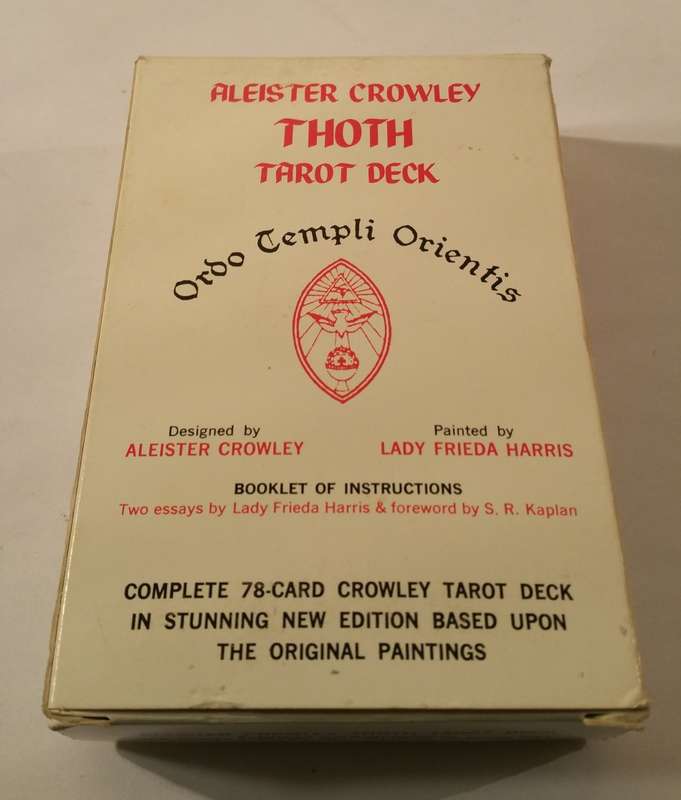 ALEISTER CROWLEY
THOTH
TAROT DECK
Ordo Templi Orientis
Designed by
ALEISTER CROWLEY
Painted by
LADY FRIEDA HARRIS
BOOKLET OF INSTRUCTIONS
Two essays by Lady Frieda Harris & foreword by S. R. Kaplan
COMPLETE 78-CARD CROWLEY TAROT DECK
IN STUNNING NEW EDITION BASED UPON
THE ORIGINAL PAINTINGS